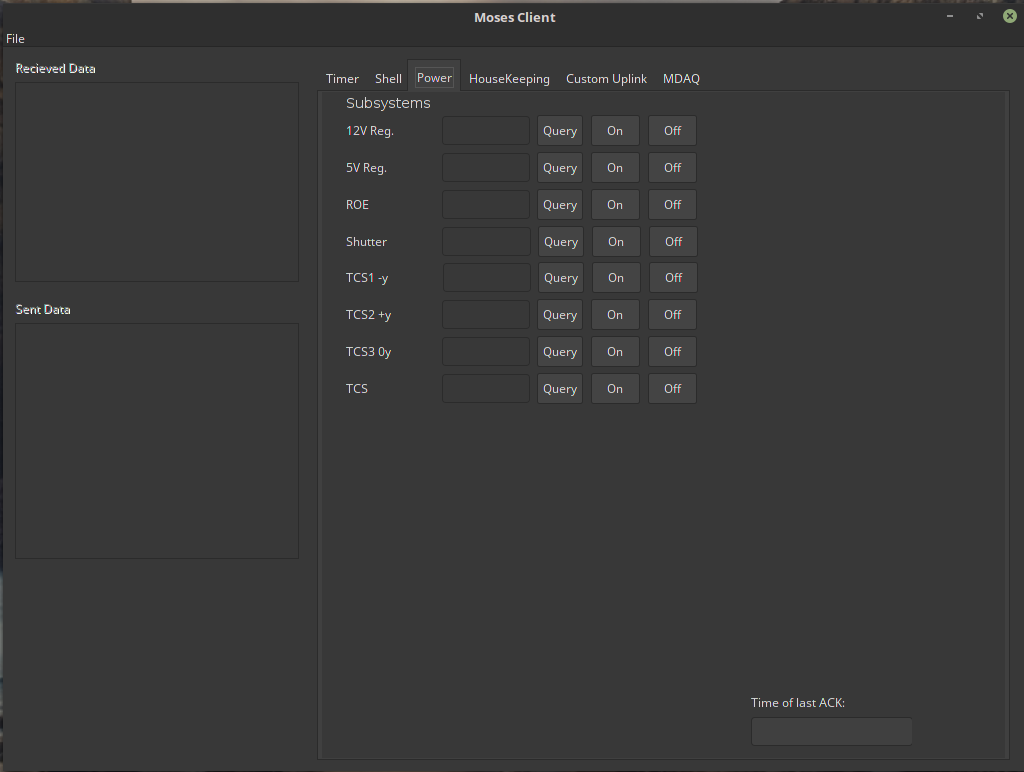 Moses Client
File
Recieved Data
Sent Data
Timer Shell Power HouseKeeping Custom Uplink MDAQ
Subsystems
12V Reg. Query On Off
5V Reg. Query On Off
ROE Query On Off
Shutter Query On Off
TCS1 -y Query On Off
TCS2 +y Query On Off
TCS3 0y Query On Off
TCS Query On Off
Time of last ACK: